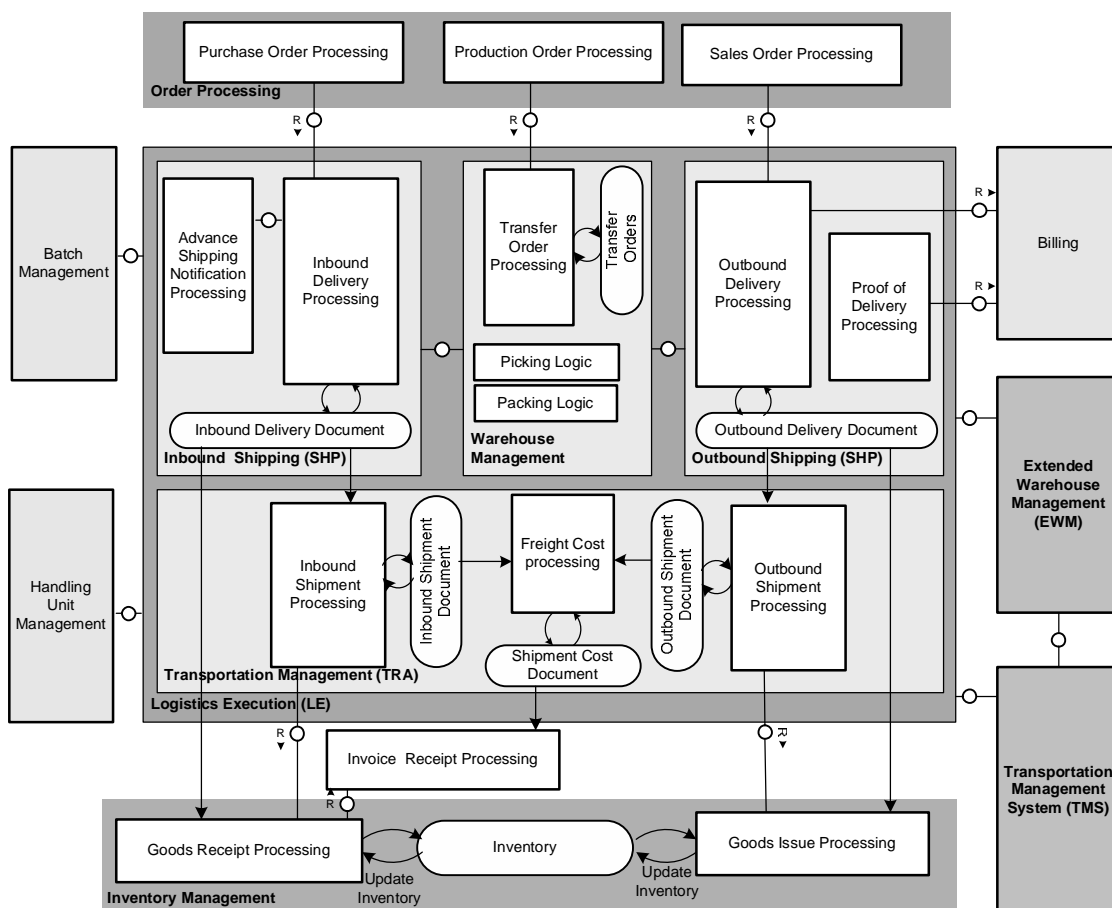 Purchase Order Processing
Production Order Processing
Sales Order Processing
Order Processing
R
R
R
Batch
Management
Advance
Shipping
Notification
Processing
Inbound
Delivery
Processing
Transfer
Order
Processing
Transfer
Orders
Outbound
Delivery
Processing
Proof of
Delivery
Processing
R
R
Billing
Picking Logic
Packing Logic
Inbound Delivery Document
Inbound  Shipping (SHP)
Warehouse
Management
Outbound Delivery Document
Outbound Shipping (SHP)
Extended
Warehouse
Management
(EWM)
Handling
Unit
Management
Inbound
Shipment
Processing
Inbound Shipment
Document
Freight Cost
processing
Outbound Shipment
Document
Outbound
Shipment
Processing
Shipment Cost
Document
Transportation Management (TRA)
Logistics Execution (LE)
R
R
Invoice  Receipt Processing
R
Transportation
Management
System (TMS)
Goods Receipt Processing
Inventory
Goods Issue Processing
Update
Inventory
Update
Inventory
Inventory Management